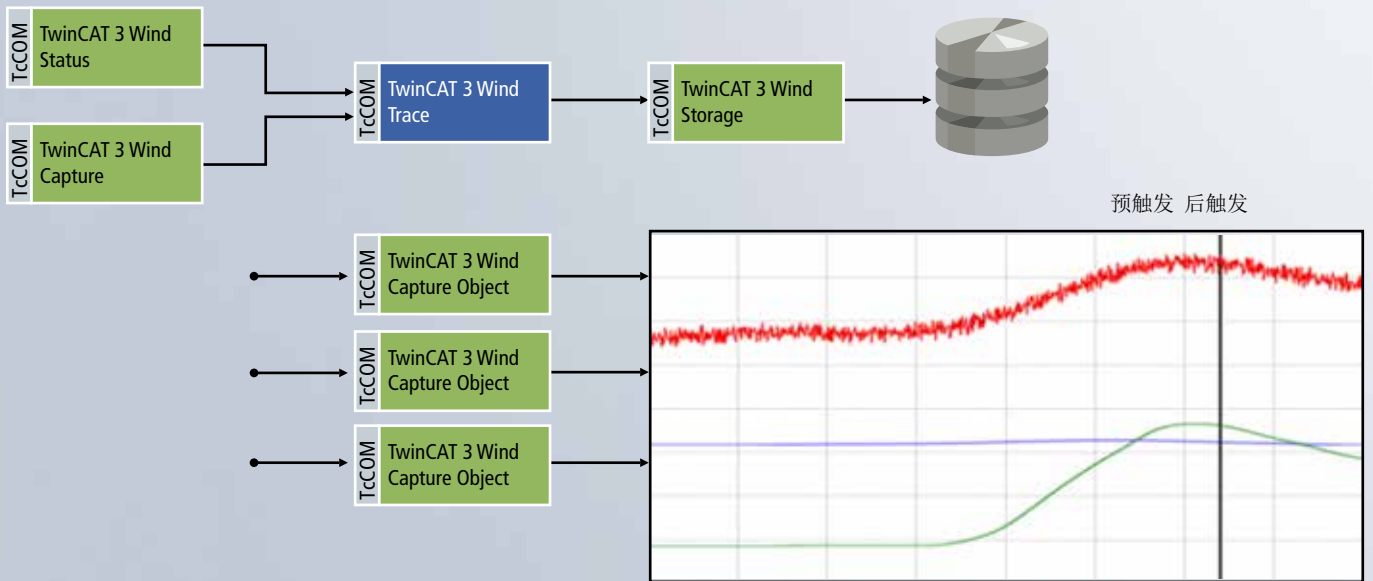 TcCOM
TwinCAT 3 Wind
Status
TcCOM
TwinCAT 3 Wind
Capture
TcCOM
TwinCAT 3 Wind
Trace
TcCOM
TwinCAT 3 Wind
Storage
预触发 后触发
TcCOM
TwinCAT 3 Wind
Capture Object
TcCOM
TwinCAT 3 Wind
Capture Object
TcCOM
TwinCAT 3 Wind
Capture Object